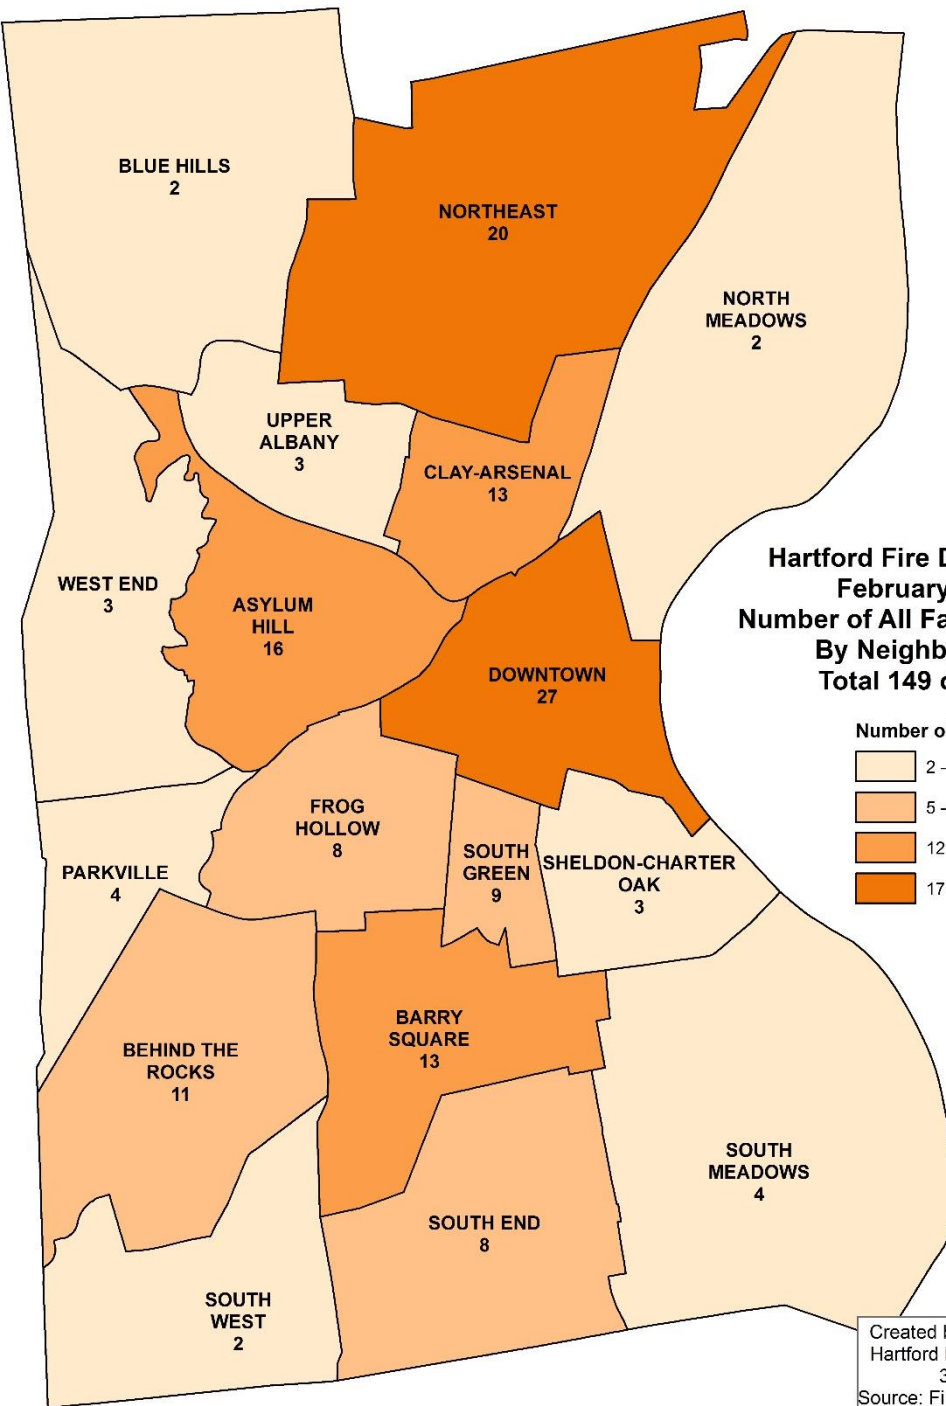 BLUE HILLS
2
NORTHEAST
20
NORTH
MEADOWS
2
UPPER
ALBANY
3
CLAY-ARSENAL
13
WEST END
3
ASYLUM
HILL
16
DOWNTOWN
27
Hartford Fire
February
Number of All
By
Total 149
Number
2 -
5 -
12
17
FROG
HOLLOW
8
SOUTH
GREEN
9
SHELDON-CHARTER
OAK
3
PARKVILLE
4
BEHIND THE
ROCKS
11
BARRY
SQUARE
13
SOUTH
MEADOWS
4
SOUTH END
8
SOUTH
WEST
2
Created
Hartford
3
Source: